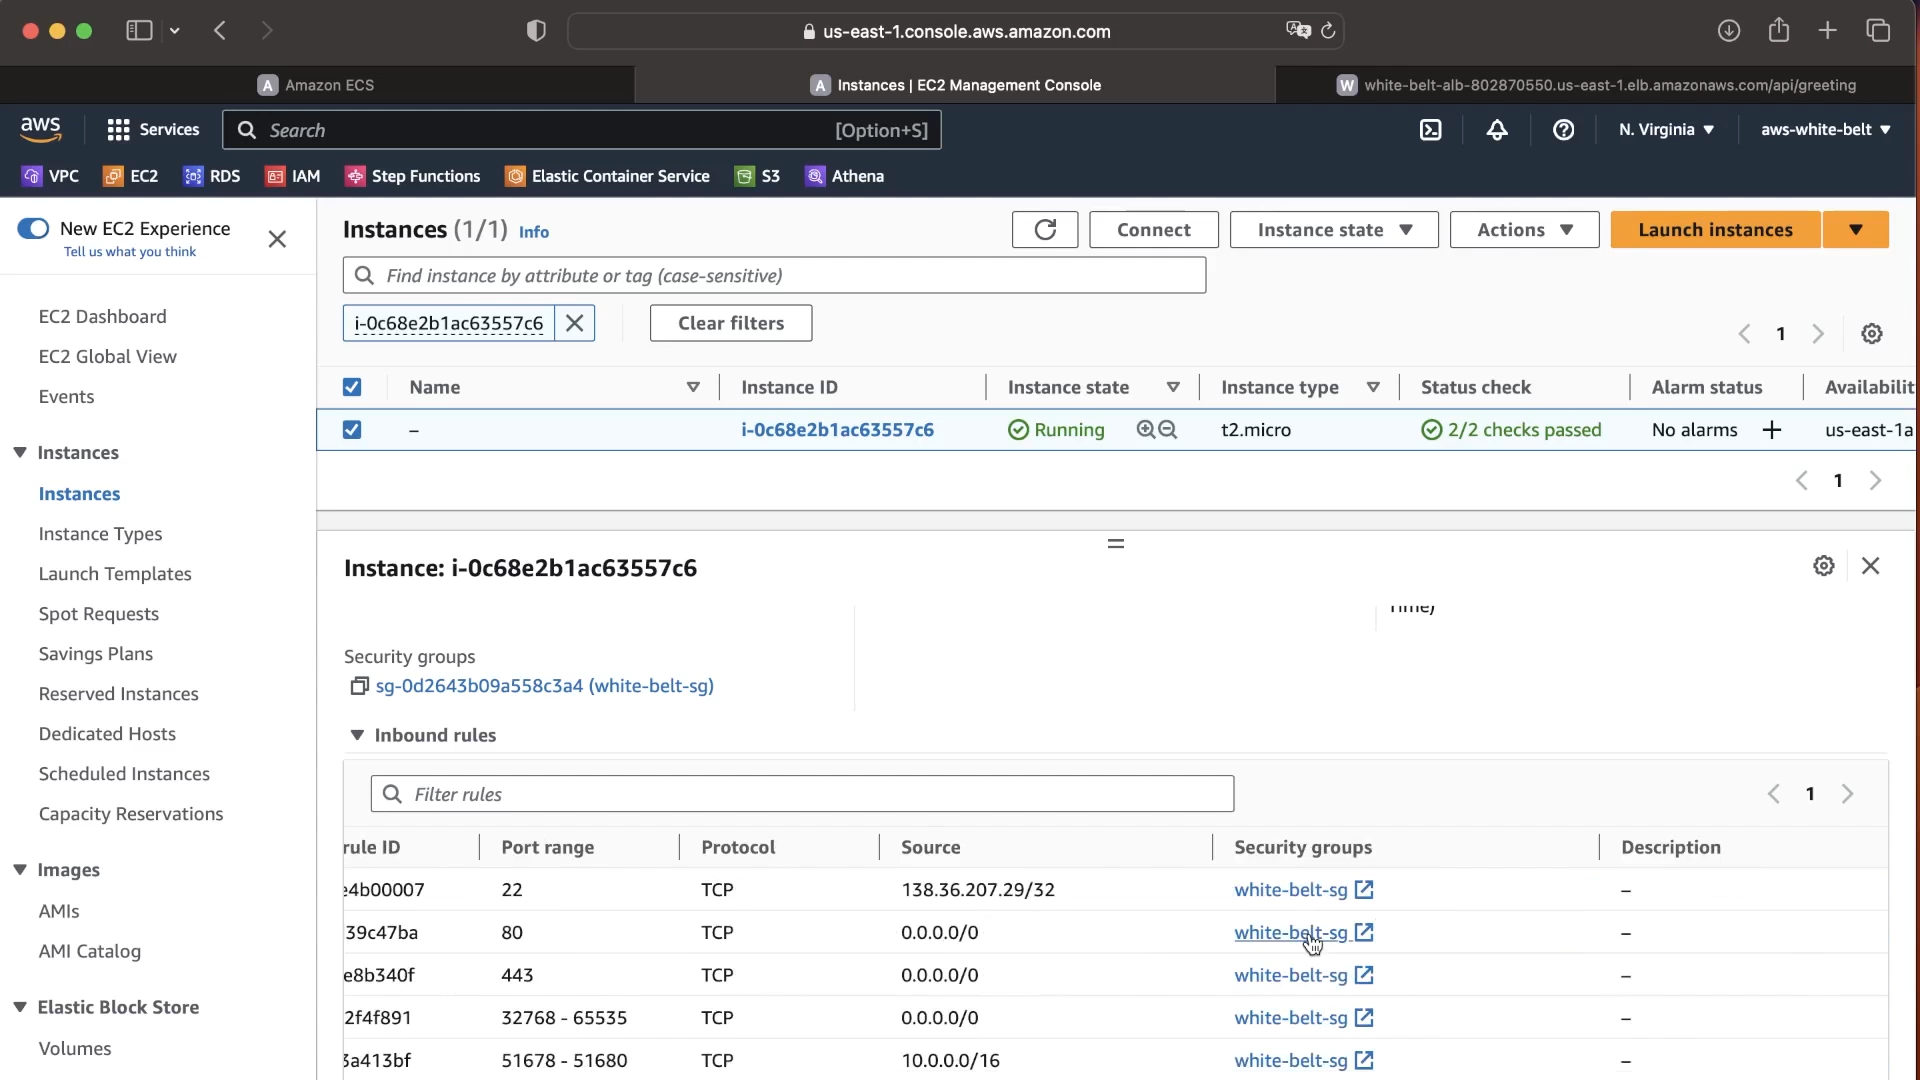 us-east-1.console.aws.amazon.com
A Amazon ECS
A Instances | EC2 Management Console
W white-belt-alb-802870550.us-east-1.elb.amazonaws.com/api/greeting
aws
Services
Search
[Option+S]
N. Virginia
aws-white-belt
VPC
EC2
RDS
IAM
Step Functions
Elastic Container Service
S3
Athena
New EC2 Experience
Tell us what you think
EC2 Dashboard
EC2 Global View
Events
Instances
Instances
Instance Types
Launch Templates
Spot Requests
Savings Plans
Reserved Instances
Dedicated Hosts
Scheduled Instances
Capacity Reservations
Images
AMIs
AMI Catalog
Elastic Block Store
Volumes
Instances (1/1) Info
Connect
Instance state
Actions
Launch instances
Find instance by attribute or tag (case-sensitive)
i-0c68e2b1ac63557c6
Clear filters
1
Name
Instance ID
Instance state
Instance type
Status check
Alarm status
Availabilit
–
i-0c68e2b1ac63557c6
Running
t2.micro
2/2 checks passed
No alarms +
us-east-1a
1
Instance: i-0c68e2b1ac63557c6
Time)
Security groups
sg-0d2643b09a558c3a4 (white-belt-sg)
Inbound rules
Filter rules
1
rule ID
Port range
Protocol
Source
Security groups
Description
e4b00007 22 TCP 138.36.207.29/32 white-belt-sg –
39c47ba 80 TCP 0.0.0.0/0 white-belt-sg –
e8b340f 443 TCP 0.0.0.0/0 white-belt-sg –
2f4f891 32768 - 65535 TCP 0.0.0.0/0 white-belt-sg –
3a413bf 51678 - 51680 TCP 10.0.0.0/16 white-belt-sg –